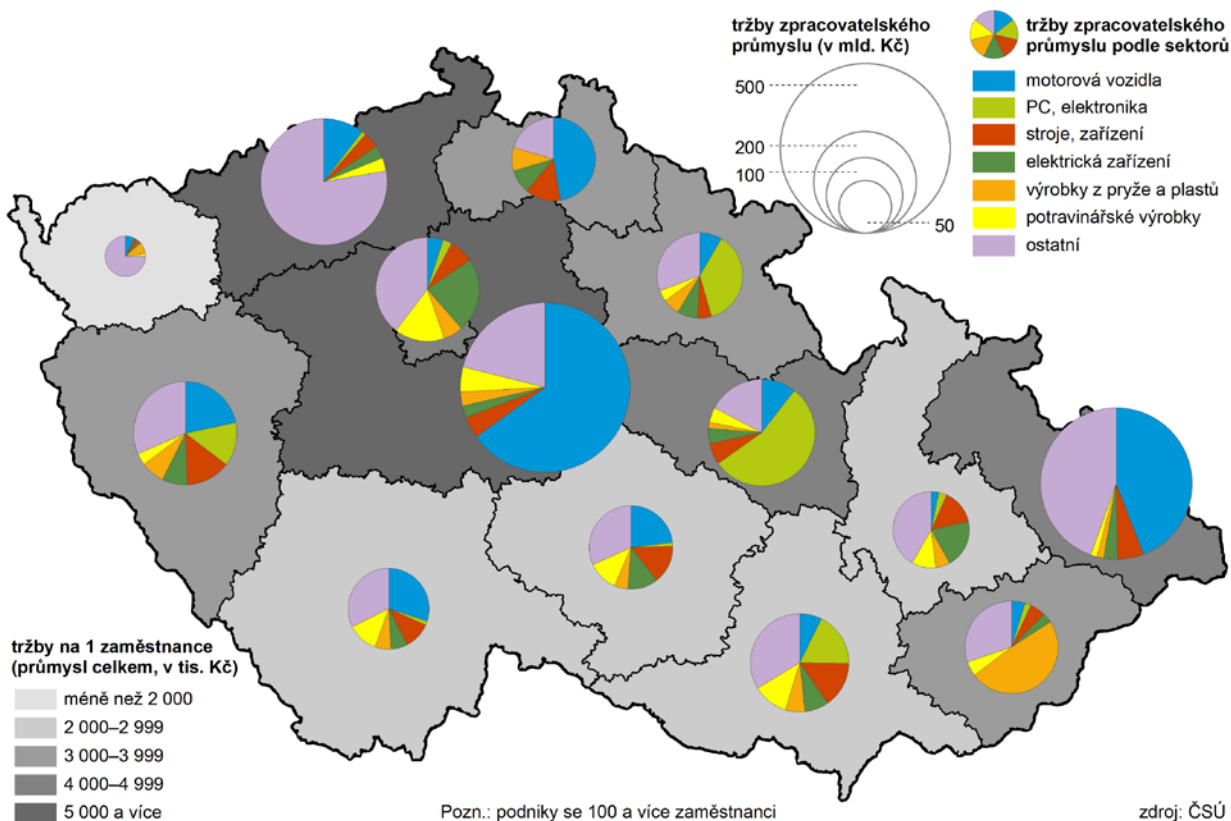 tržby zpracovatelského
průmyslu (v mld. Kč)
500
200
100
50
tržby zpracovatelského
průmyslu podle sektorů
motorová vozidla
PC, elektronika
stroje, zařízení
elektrická zařízení
výrobky z pryže a plastů
potravinářské výrobky
ostatní
tržby na 1 zaměstnance
(průmysl celkem, v tis. Kč)
méně než 2 000
2 000–2 999
3 000–3 999
4 000–4 999
5 000 a více
Pozn.: podniky se 100 a více zaměstnanci
zdroj: ČSÚ